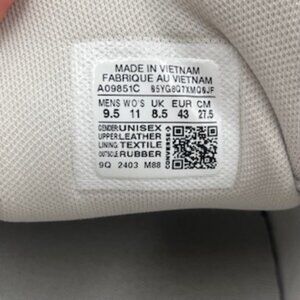 MADE IN VIETNAM
FABRIQUE AU VIETNAM
A09851C
MENS WO'S UK EUR CM
9.5 11 8.5 43 27.5
GENDER UNISEX
UPPER LEATHER
LINING TEXTILE
OUTSOLE RUBBER
CONVERSE
9Q 2403 M88